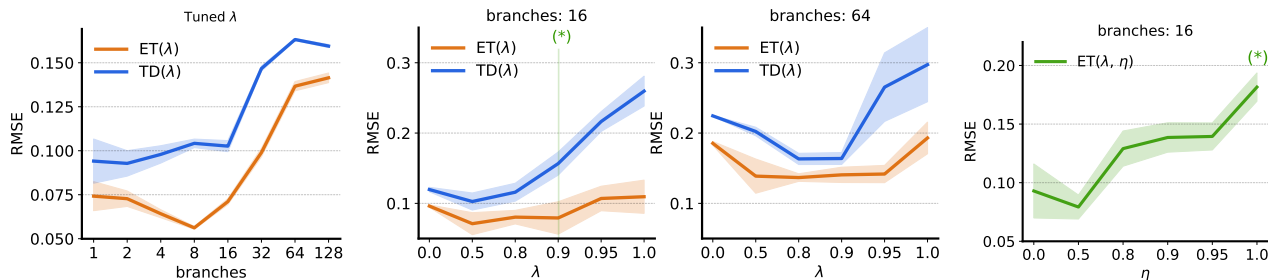 Tuned λ
ET(λ)
TD(λ)
RMSE
0.150
0.125
0.100
0.075
0.050
1 2 4 8 16 32 64 128
branches
branches: 16
(*)
ET(λ)
TD(λ)
RMSE
0.3
0.2
0.1
0.0 0.5 0.8 0.9 0.95 1.0
λ
branches: 64
ET(λ)
TD(λ)
RMSE
0.3
0.2
0.1
0.0 0.5 0.8 0.9 0.95 1.0
λ
branches: 16
(*)
ET(λ, η)
RMSE
0.20
0.15
0.10
0.05
0.0 0.5 0.8 0.9 0.95 1.0
η